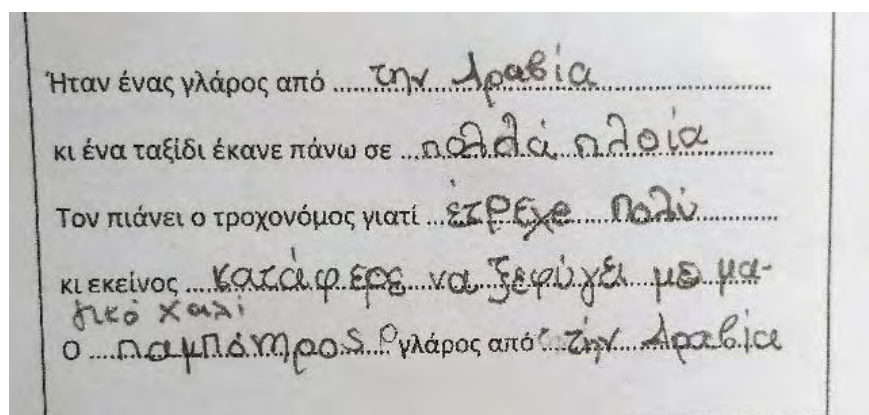 Ήταν ένας γλάρος από ...την Αραβία...
κι ένα ταξίδι έκανε πάνω σε ...πολλά πλοία...
Τον πιάνει ο τροχονόμος γιατί ...έτρεχε πολύ...
κι εκείνος ...κατάφερε να ξεφύγει με μα-
γικό χαλί
ο ...παμπόνηρος ο γλάρος από ...τήν Αραβία